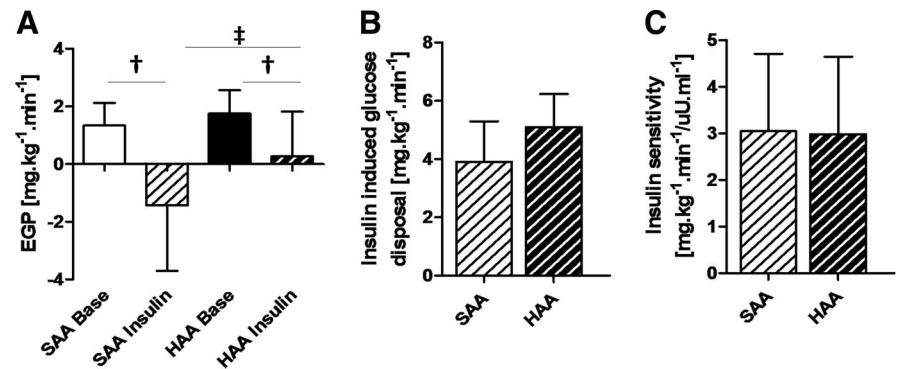 A
EGP [mg.kg⁻¹.min⁻¹]
4
2
0
-2
-4
†
‡
†
SAA Base
SAA Insulin
HAA Base
HAA Insulin
B
Insulin induced glucose
disposal [mg.kg⁻¹.min⁻¹]
8
6
4
2
0
SAA
HAA
C
Insulin sensitivity
[mg.kg⁻¹.min⁻¹/uU.ml⁻¹]
5
4
3
2
1
0
SAA
HAA